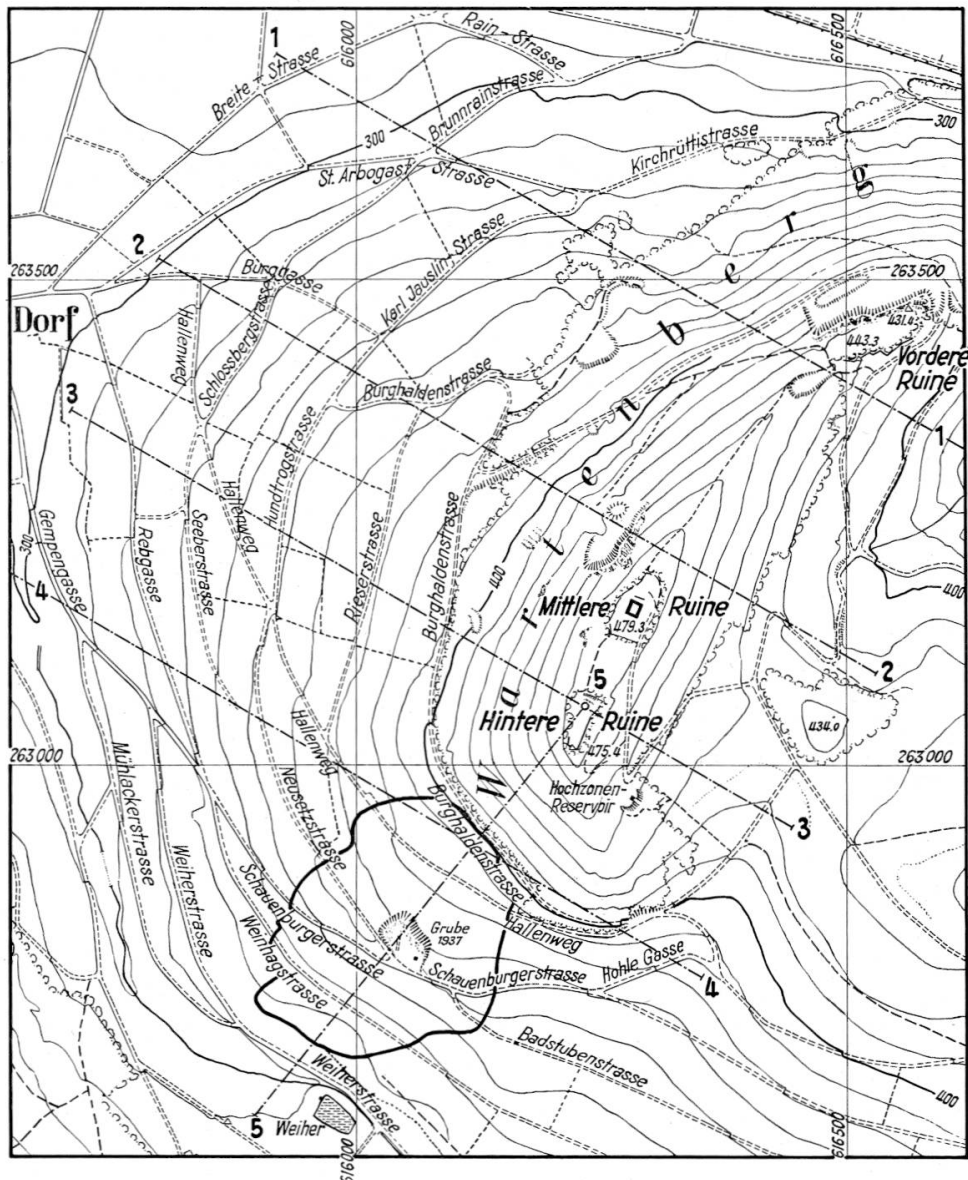 1
616000
616500
Rain-Strasse
Breite-Strasse
Brunnrainstrasse
300
300
Kirchrüttistrasse
St. Arbogast Strasse
2
263500
263500
Burggasse
Karl Jauslin-Strasse
Dorf
Hallenweg
Schlossbergstrasse
431.4
443.3
Vordere
Ruine
3
Burghaldenstrasse
1
Hallenweg
Hundtrogstrasse
Gempengasse
Rebgasse
Seeberstrasse
Rieserstrasse
Burghaldenstrasse
300
4
400
400
Wartenberg
Mittlere Ruine
479.3
2
5
Hintere Ruine
475.4
434.0
263000
263000
Hallenweg
Hochzonen-
Reservoir
3
Mühlackerstrasse
Neusetzstrasse
Burghaldenstrasse
Weiherstrasse
Schauenburgerstrasse
Weinhagstrasse
Grube
1937
Hallenweg
Schauenburgerstrasse
Hohle Gasse
4
Badstubenstrasse
400
Weiherstrasse
5 Weiher
616000
616500